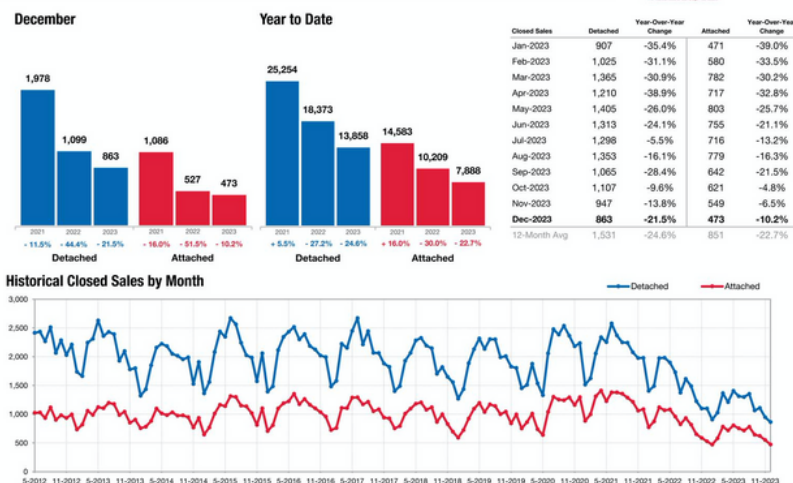 December
Year to Date
1,978
1,099
863
1,086
527
473
2021 2022 2023 2021 2022 2023
- 11.5% - 44.4% - 21.5% - 16.0% - 51.5% - 10.2%
Detached Attached
25,254
18,373
13,858
14,583
10,209
7,888
2021 2022 2023 2021 2022 2023
+ 5.5% - 27.2% - 24.6% + 16.0% - 30.0% - 22.7%
Detached Attached
Closed Sales Detached Year-Over-Year Change Attached Year-Over-Year Change
Jan-2023 907 -35.4% 471 -39.0%
Feb-2023 1,025 -31.1% 580 -33.5%
Mar-2023 1,365 -30.9% 782 -30.2%
Apr-2023 1,210 -38.9% 717 -32.8%
May-2023 1,405 -26.0% 803 -25.7%
Jun-2023 1,313 -24.1% 755 -21.1%
Jul-2023 1,298 -5.5% 716 -13.2%
Aug-2023 1,353 -16.1% 779 -16.3%
Sep-2023 1,065 -28.4% 642 -21.5%
Oct-2023 1,107 -9.6% 621 -4.8%
Nov-2023 947 -13.8% 549 -6.5%
Dec-2023 863 -21.5% 473 -10.2%
12-Month Avg 1,531 -24.6% 851 -22.7%
Historical Closed Sales by Month
Detached Attached
3,000
2,500
2,000
1,500
1,000
500
0
5-2012 11-2012 5-2013 11-2013 5-2014 11-2014 5-2015 11-2015 5-2016 11-2016 5-2017 11-2017 5-2018 11-2018 5-2019 11-2019 5-2020 11-2020 5-2021 11-2021 5-2022 11-2022 5-2023 11-2023